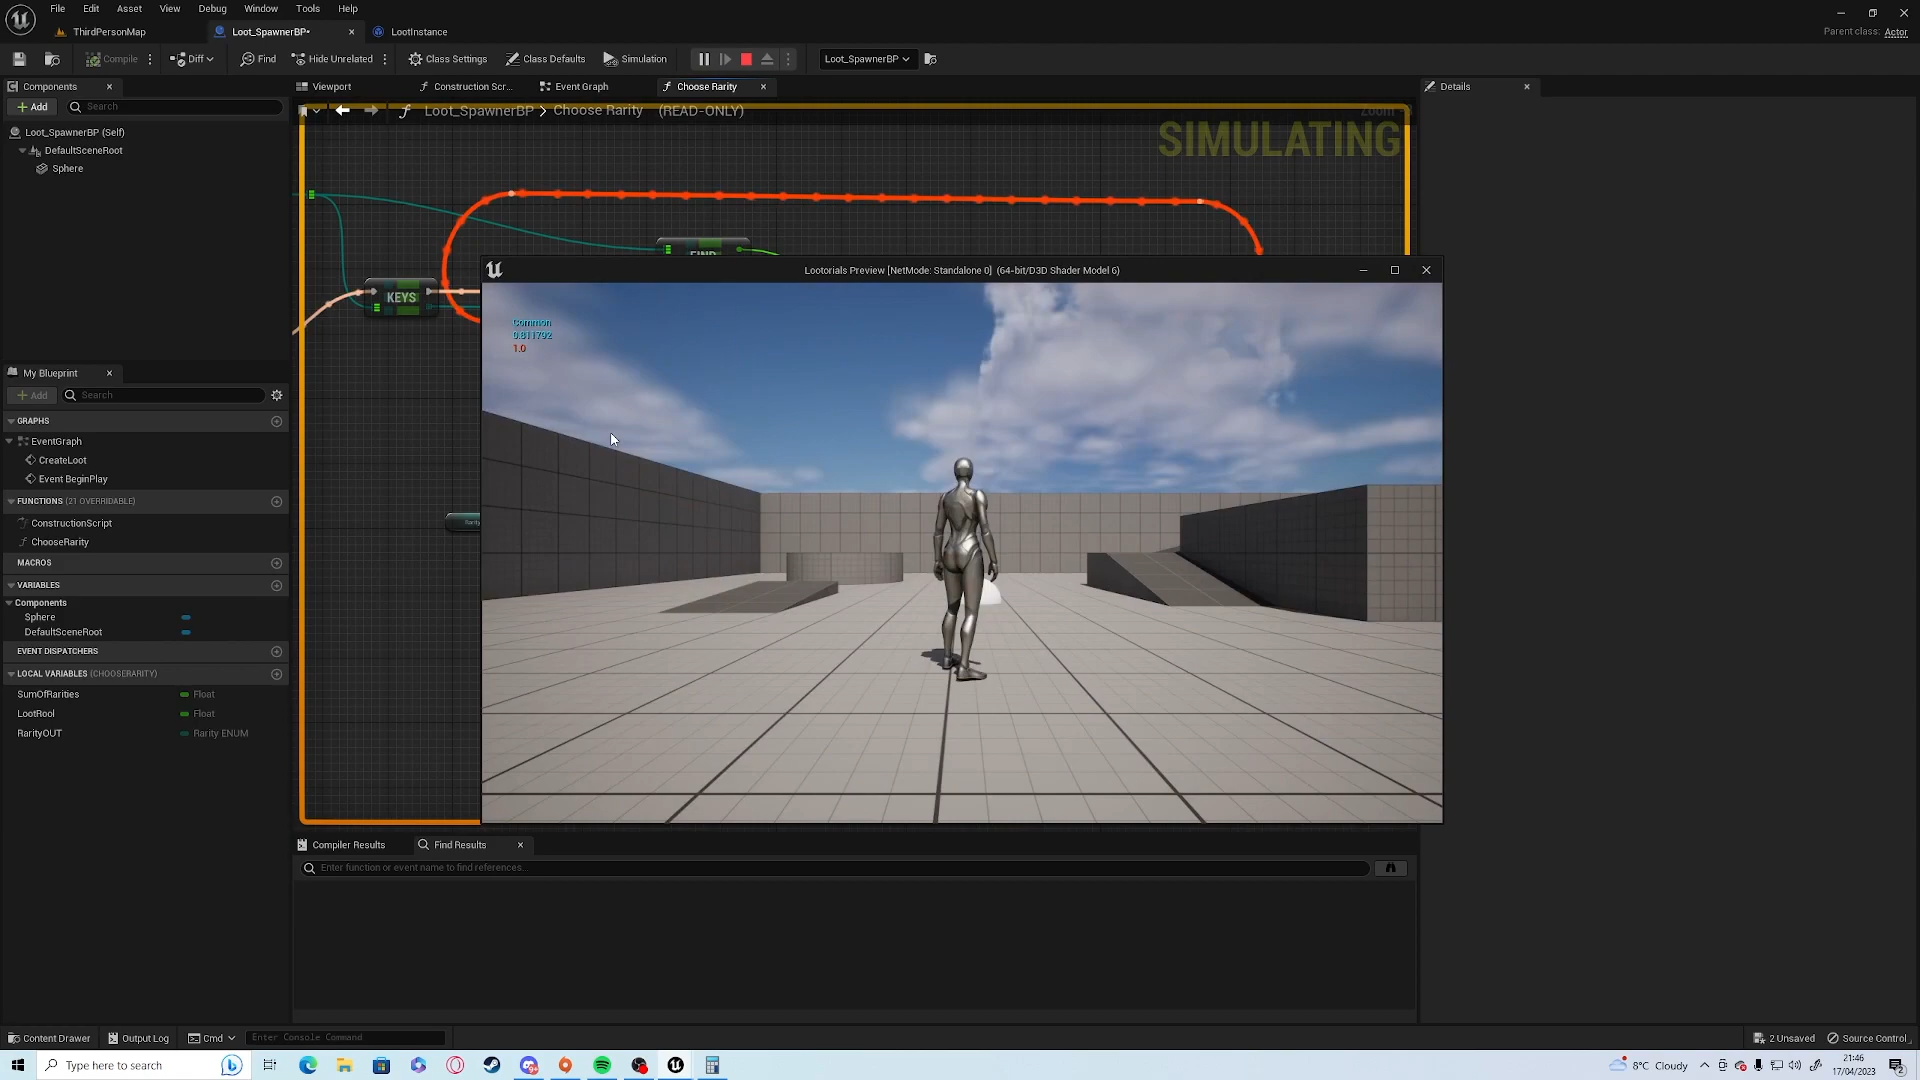 File Edit Asset View Debug Window Tools Help
ThirdPersonMap Loot_SpawnerBP• LootInstance
Parent class: Actor
Compile Diff Find Hide Unrelated Class Settings Class Defaults Simulation Loot_SpawnerBP
Components
Add Search
Loot_SpawnerBP (Self)
DefaultSceneRoot
Sphere
Viewport Construction Scr... Event Graph Choose Rarity
Loot_SpawnerBP > Choose Rarity (READ-ONLY)
SIMULATING
KEYS
Lootorials Preview [NetMode: Standalone 0] (64-bit/D3D Shader Model 6)
Common
0.811792
1.0
Details
My Blueprint
Add Search
GRAPHS
EventGraph
CreateLoot
Event BeginPlay
FUNCTIONS (21 OVERRIDABLE)
ConstructionScript
ChooseRarity
MACROS
VARIABLES
Components
Sphere
DefaultSceneRoot
EVENT DISPATCHERS
LOCAL VARIABLES (CHOOSERARITY)
SumOfRarities Float
LootRool Float
RarityOUT Rarity ENUM
Compiler Results Find Results
Enter function or event name to find references...
Content Drawer Output Log Cmd Enter Console Command
2 Unsaved Source Control
Type here to search
8°C Cloudy
21:46
17/04/2023